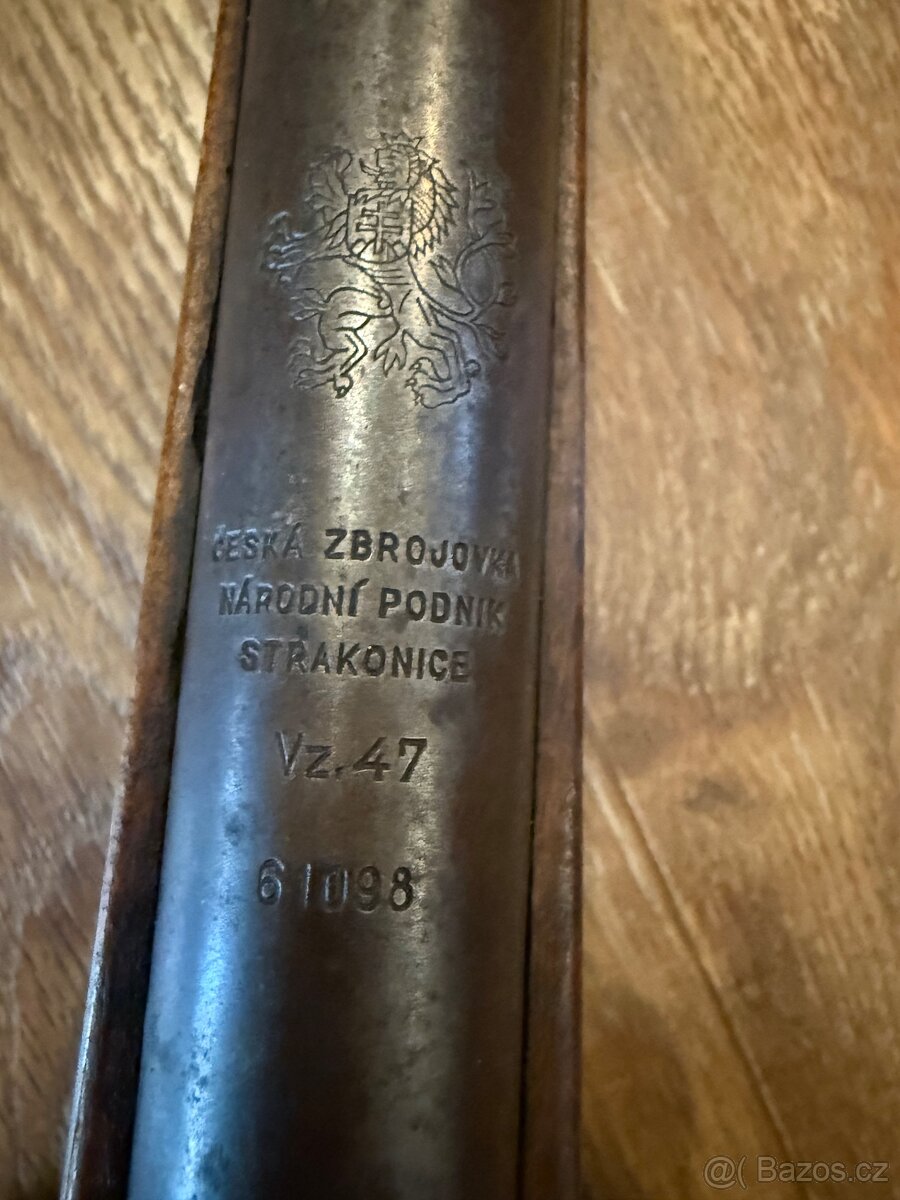 ČESKÁ ZBROJOVKA
NÁRODNÍ PODNIK
STRAKONICE
Vz.47
61098
@( Bazos.cz